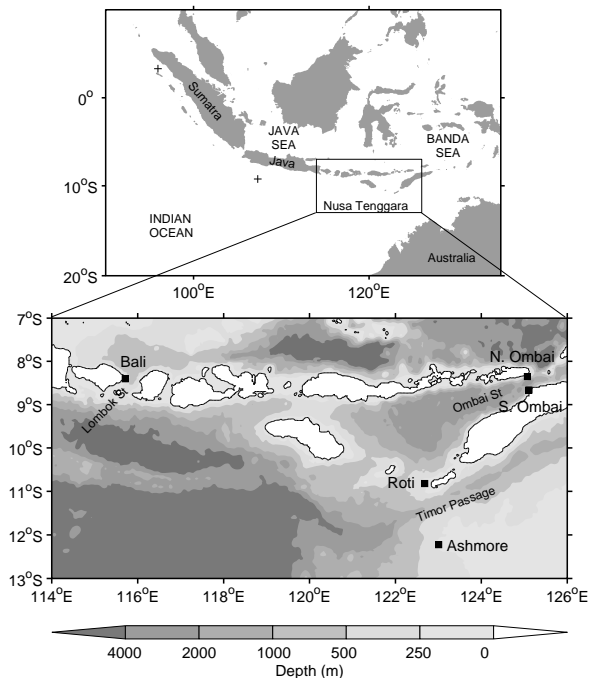 0°
10°S
20°S
100°E
120°E
Sumatra
JAVA
SEA
Java
BANDA
SEA
Nusa Tenggara
INDIAN
OCEAN
Australia
7°S
8°S
9°S
10°S
11°S
12°S
13°S
Bali
Lombok St
N. Ombai
Ombai St
S. Ombai
Roti
Timor Passage
Ashmore
114°E 116°E 118°E 120°E 122°E 124°E 126°E
4000 2000 1000 500 250 0
Depth (m)